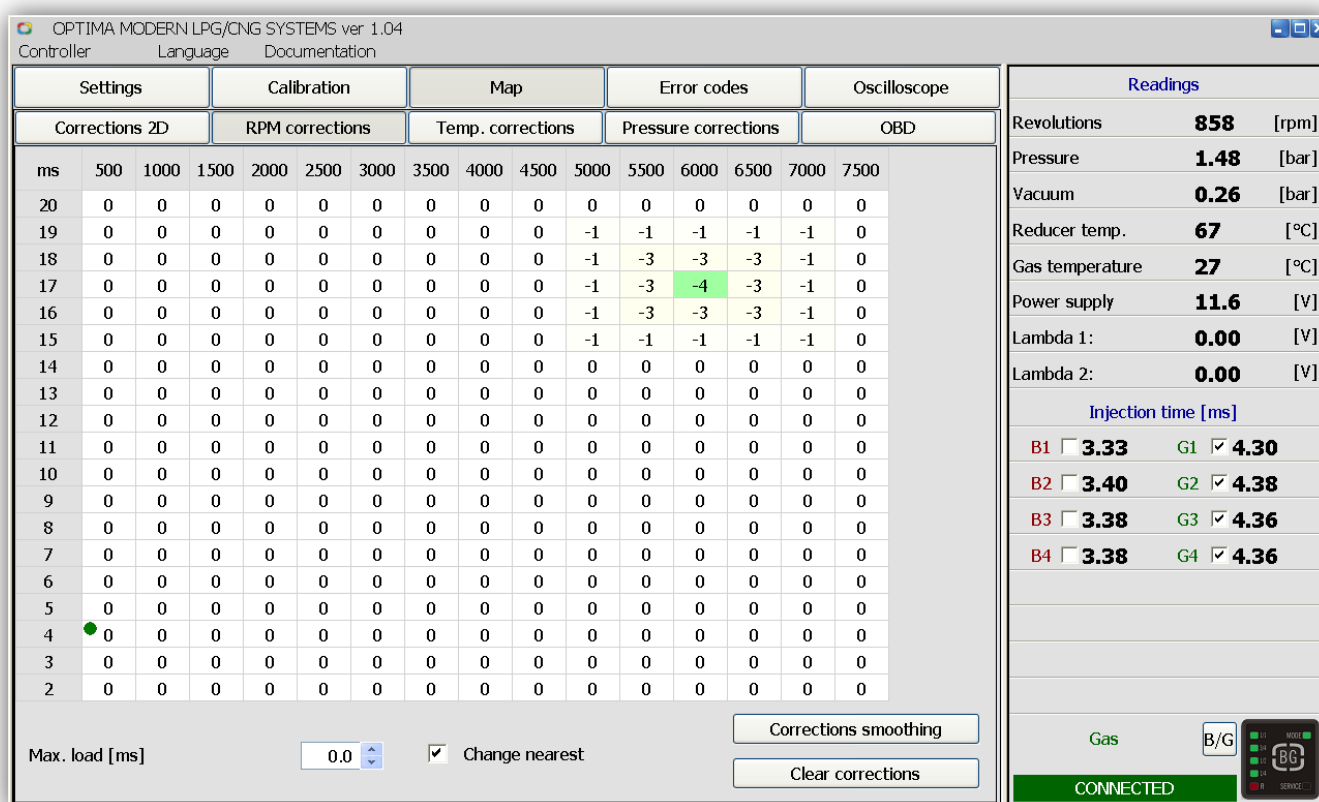 OPTIMA MODERN LPG/CNG SYSTEMS ver 1.04
Controller Language Documentation
Settings Calibration Map Error codes Oscilloscope
Corrections 2D RPM corrections Temp. corrections Pressure corrections OBD
ms 500 1000 1500 2000 2500 3000 3500 4000 4500 5000 5500 6000 6500 7000 7500
20 0 0 0 0 0 0 0 0 0 0 0 0 0 0 0
19 0 0 0 0 0 0 0 0 0 -1 -1 -1 -1 -1 0
18 0 0 0 0 0 0 0 0 0 -1 -3 -3 -3 -1 0
17 0 0 0 0 0 0 0 0 0 -1 -3 -4 -3 -1 0
16 0 0 0 0 0 0 0 0 0 -1 -3 -3 -3 -1 0
15 0 0 0 0 0 0 0 0 0 -1 -1 -1 -1 -1 0
14 0 0 0 0 0 0 0 0 0 0 0 0 0 0 0
13 0 0 0 0 0 0 0 0 0 0 0 0 0 0 0
12 0 0 0 0 0 0 0 0 0 0 0 0 0 0 0
11 0 0 0 0 0 0 0 0 0 0 0 0 0 0 0
10 0 0 0 0 0 0 0 0 0 0 0 0 0 0 0
9 0 0 0 0 0 0 0 0 0 0 0 0 0 0 0
8 0 0 0 0 0 0 0 0 0 0 0 0 0 0 0
7 0 0 0 0 0 0 0 0 0 0 0 0 0 0 0
6 0 0 0 0 0 0 0 0 0 0 0 0 0 0 0
5 0 0 0 0 0 0 0 0 0 0 0 0 0 0 0
4 0 0 0 0 0 0 0 0 0 0 0 0 0 0 0
3 0 0 0 0 0 0 0 0 0 0 0 0 0 0 0
2 0 0 0 0 0 0 0 0 0 0 0 0 0 0 0
Max. load [ms] 0.0 Change nearest
Corrections smoothing
Clear corrections
Readings
Revolutions 858 [rpm]
Pressure 1.48 [bar]
Vacuum 0.26 [bar]
Reducer temp. 67 [°C]
Gas temperature 27 [°C]
Power supply 11.6 [V]
Lambda 1: 0.00 [V]
Lambda 2: 0.00 [V]
Injection time [ms]
B1 3.33 G1 4.30
B2 3.40 G2 4.38
B3 3.38 G3 4.36
B4 3.38 G4 4.36
Gas B/G
MODE
BG
R SERVICE
CONNECTED